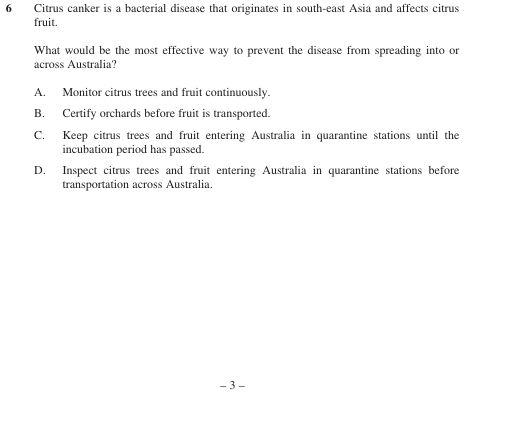 6 Citrus canker is a bacterial disease that originates in south-east Asia and affects citrus
fruit.
What would be the most effective way to prevent the disease from spreading into or
across Australia?
A. Monitor citrus trees and fruit continuously.
B. Certify orchards before fruit is transported.
C. Keep citrus trees and fruit entering Australia in quarantine stations until the
incubation period has passed.
D. Inspect citrus trees and fruit entering Australia in quarantine stations before
transportation across Australia.
– 3 –